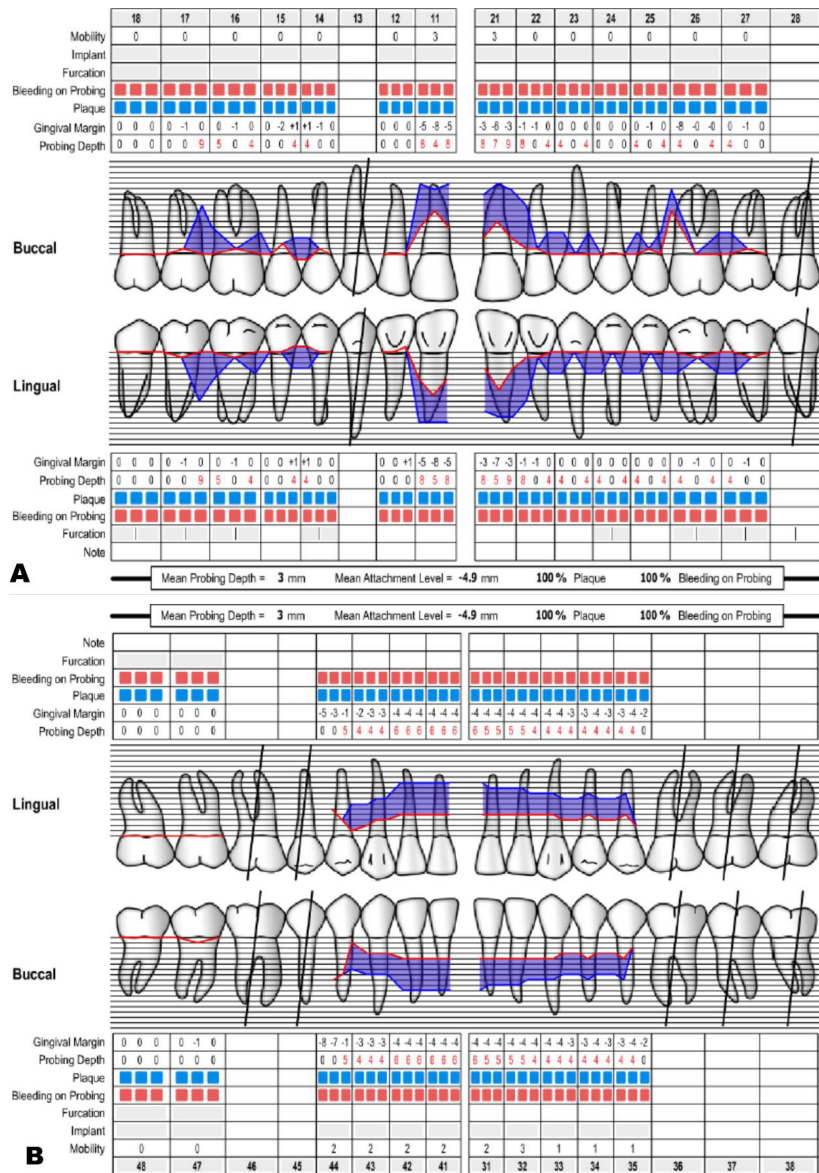 18 17 16 15 14 13 12 11 21 22 23 24 25 26 27 28
Mobility 0 0 0 0 0 0 3 3 0 0 0 0 0 0
Implant
Furcation
Bleeding on Probing
Plaque
Gingival Margin 0 0 0 0 -1 0 0 -1 0 0 -2 +1 +1 -1 0 0 0 0 -5 -8 -5 -3 -6 -3 -1 -1 0 0 0 0 0 0 0 0 -1 0 -8 -0 -0 0 -1 0
Probing Depth 0 0 0 0 0 9 5 0 4 0 0 4 4 0 0 0 0 0 8 4 8 8 7 9 8 0 4 4 0 4 0 0 0 4 0 4 4 0 4 4 0 0
Buccal
Lingual
Gingival Margin 0 0 0 0 -1 0 0 -1 0 0 0 +1 +1 0 0 0 0 +1 -5 -8 -5 -3 -7 -3 -1 -1 0 0 0 0 0 0 0 0 0 0 0 -1 0 0 -1 0
Probing Depth 0 0 0 0 0 9 5 0 4 0 0 4 4 0 0 0 0 0 8 5 8 8 5 9 8 0 4 4 0 4 4 0 4 4 0 4 4 0 4 4 0 0
Plaque
Bleeding on Probing
Furcation
Note
A
Mean Probing Depth = 3 mm Mean Attachment Level = -4.9 mm 100 % Plaque 100 % Bleeding on Probing
Mean Probing Depth = 3 mm Mean Attachment Level = -4.9 mm 100 % Plaque 100 % Bleeding on Probing
Note
Furcation
Bleeding on Probing
Plaque
Gingival Margin 0 0 0 0 0 0 -5 -3 -1 -2 -3 -3 -4 -4 -4 -4 -4 -4 -4 -4 -4 -4 -4 -4 -4 -4 -3 -4 -4 -4 -3 -4 -2
Probing Depth 0 0 0 0 0 0 0 0 5 4 4 4 6 6 6 6 6 6 6 5 5 5 5 4 4 4 4 4 4 4 4 4 0
Lingual
Buccal
Gingival Margin 0 0 0 0 -1 0 -8 -7 -1 -3 -3 -3 -4 -4 -4 -4 -4 -4 -4 -4 -4 -4 -4 -4 -4 -4 -3 -3 -4 -4 -3 -4 -2
Probing Depth 0 0 0 0 0 0 0 0 5 4 4 4 6 6 6 6 6 6 6 5 5 5 5 4 4 4 4 4 4 4 4 4 0
Plaque
Bleeding on Probing
Furcation
Implant
Mobility 0 0 2 2 2 2 2 3 1 1 1
B
48 47 46 45 44 43 42 41 31 32 33 34 35 36 37 38